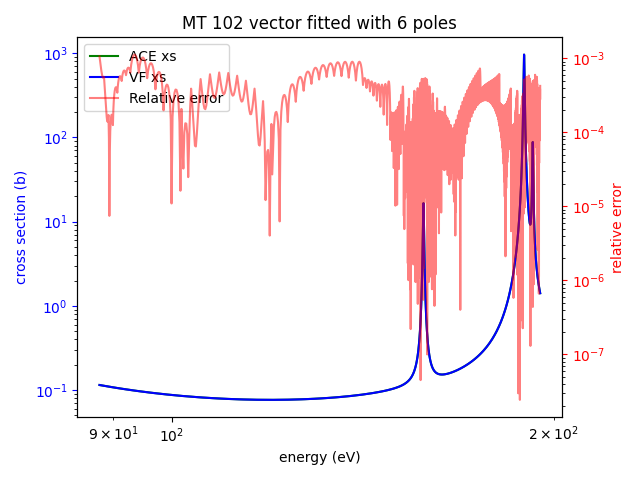 MT 102 vector fitted with 6 poles
ACE xs
VF xs
Relative error
cross section (b)
10³
10²
10¹
10⁰
10⁻¹
10⁻³
10⁻⁴
10⁻⁵
10⁻⁶
10⁻⁷
relative error
9 × 10¹
10²
2 × 10²
energy (eV)